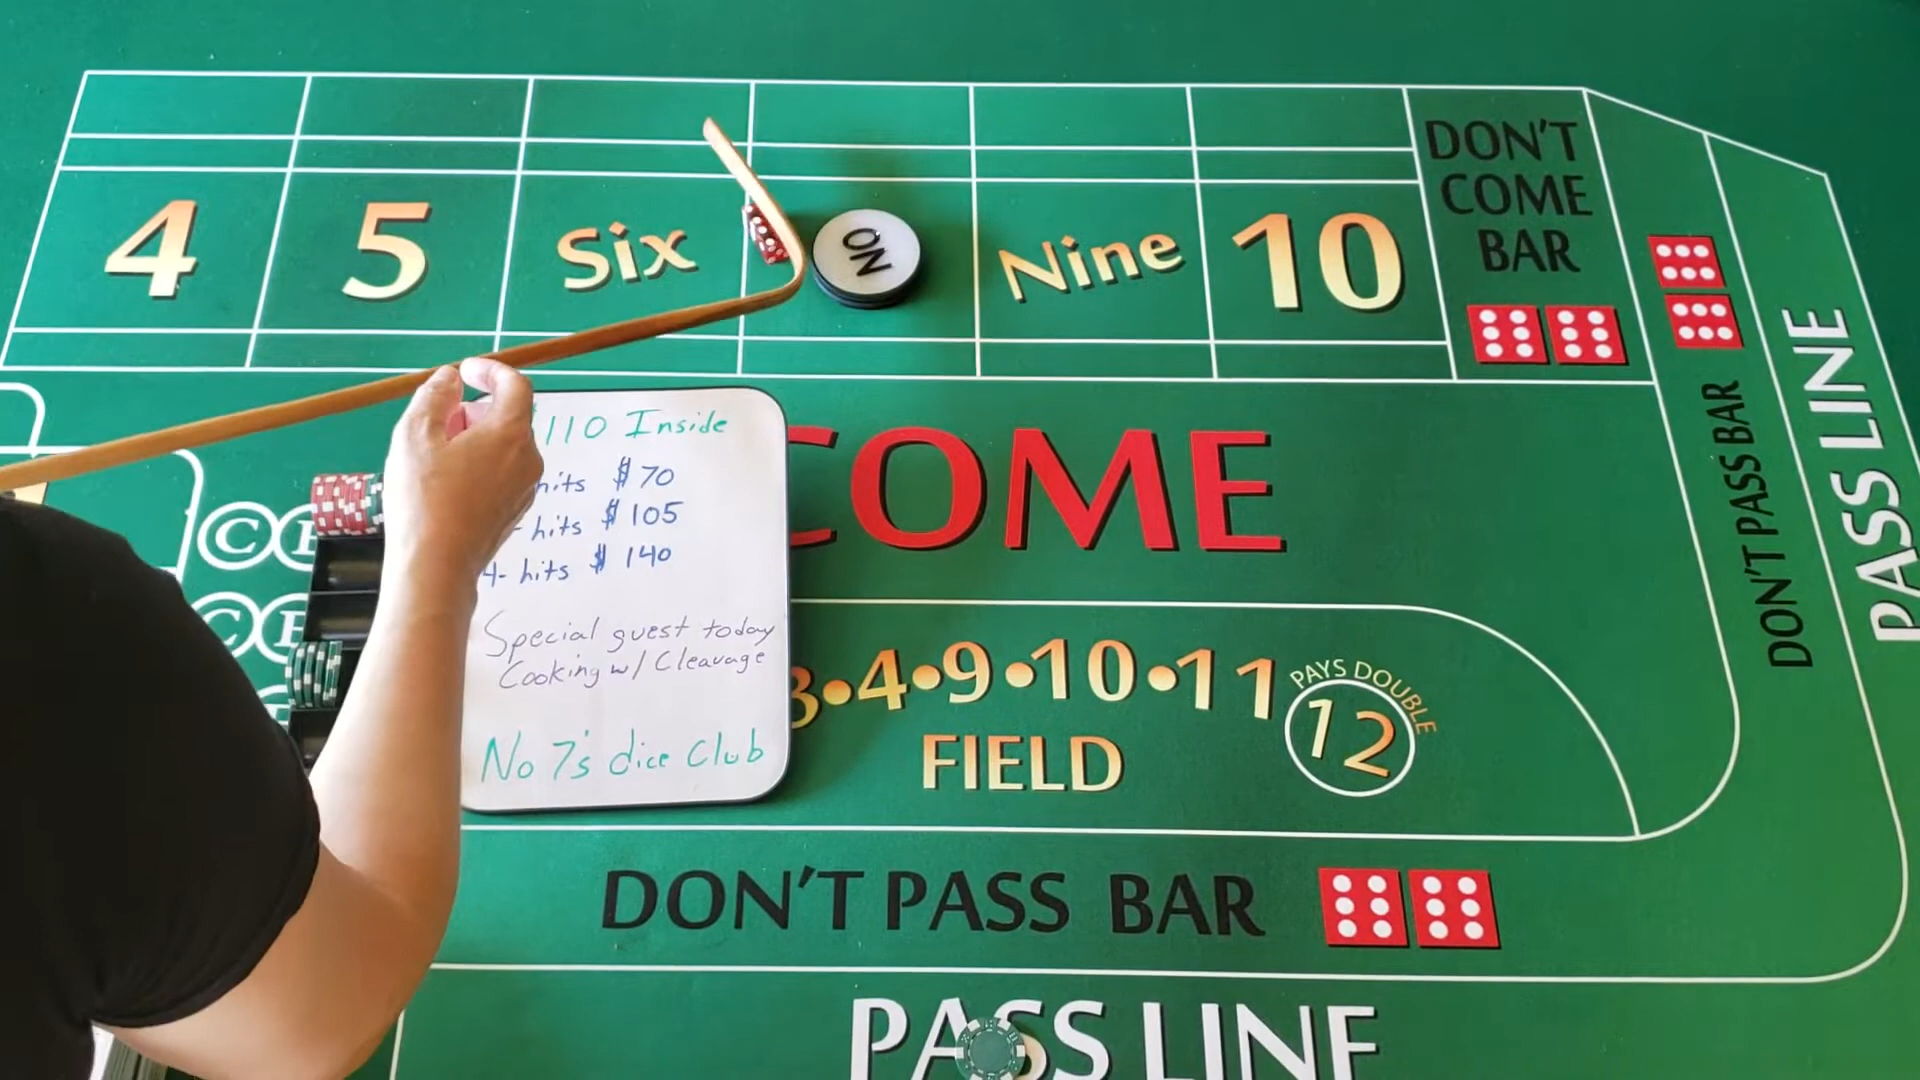 4 5 Six Nine 10
ON
DON'T
COME
BAR
DON'T PASS BAR
PASS LINE
110 Inside
hits $70
- hits $105
4- hits $140
Special guest today
Cooking w/ Cleavage
No 7's dice Club
COME
C
C
3•4•9•10•11
PAYS DOUBLE
12
FIELD
DON'T PASS BAR
PASS LINE